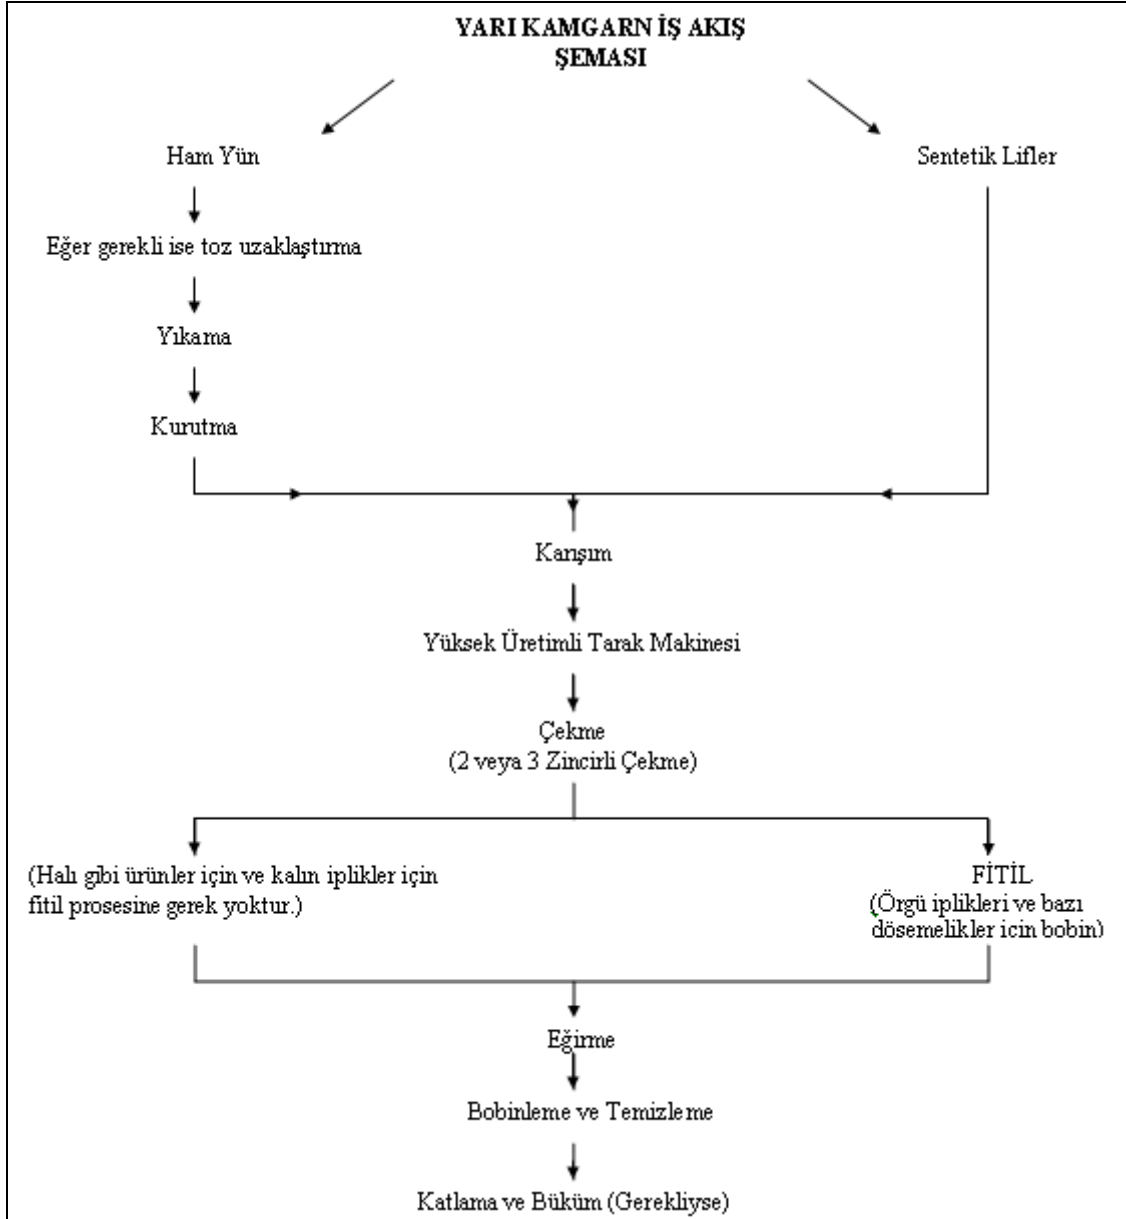 YARI KAMGARN İŞ AKIŞ
ŞEMASI
Ham Yün
Sentetik Lifler
Eğer gerekli ise toz uzaklaştırma
Yıkama
Kurutma
Karışım
Yüksek Üretimli Tarak Makinesi
Çekme
(2 veya 3 Zincirli Çekme)
(Halı gibi ürünler için ve kalın iplikler için
fitil prosesine gerek yoktur.)
FİTİL
(Örgü iplikleri ve bazı
dösemelikler için bobin)
Eğirme
Bobinleme ve Temizleme
Katlama ve Büküm (Gerekliyse)